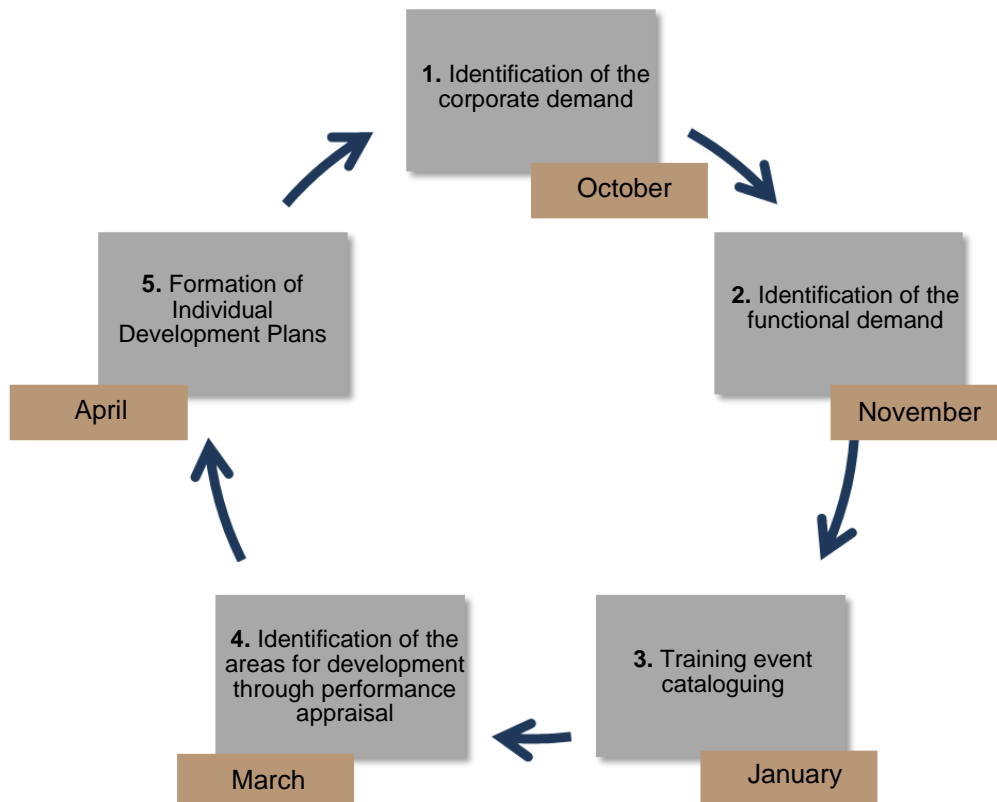 1. Identification of the
corporate demand
October
2. Identification of the
functional demand
November
3. Training event
cataloguing
January
4. Identification of the
areas for development
through performance
appraisal
March
5. Formation of
Individual
Development Plans
April